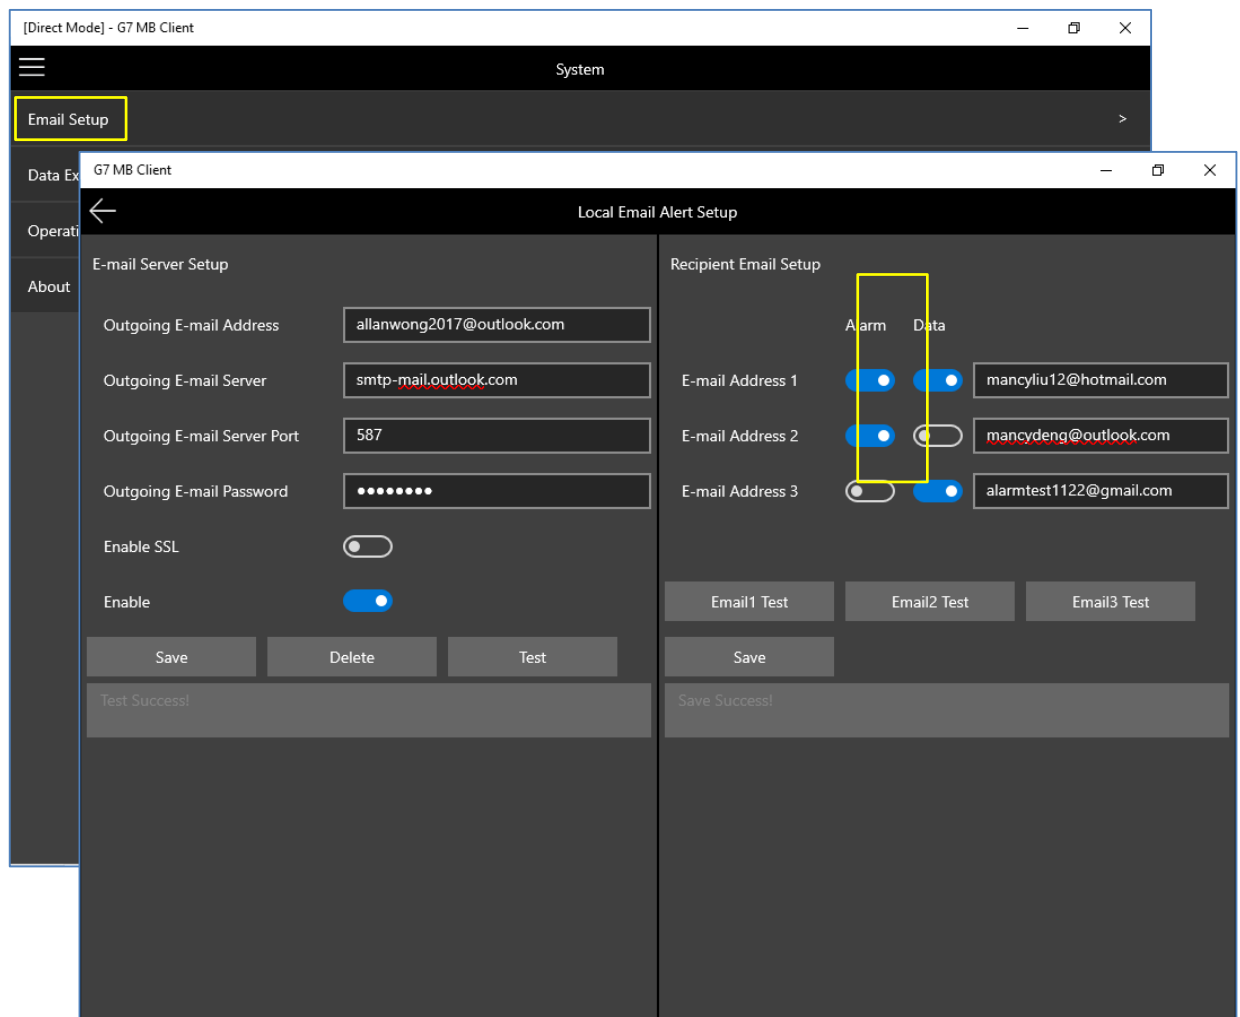 [Direct Mode] - G7 MB Client
System
Email Setup
>
Data Ex
Operati
About
G7 MB Client
Local Email Alert Setup
E-mail Server Setup
Outgoing E-mail Address
allanwong2017@outlook.com
Outgoing E-mail Server
smtp-mail.outlook.com
Outgoing E-mail Server Port
587
Outgoing E-mail Password
●●●●●●●●
Enable SSL
Enable
Save Delete Test
Test Success!
Recipient Email Setup
Alarm Data
E-mail Address 1
mancyliu12@hotmail.com
E-mail Address 2
mancydeng@outlook.com
E-mail Address 3
alarmtest1122@gmail.com
Email1 Test Email2 Test Email3 Test
Save
Save Success!